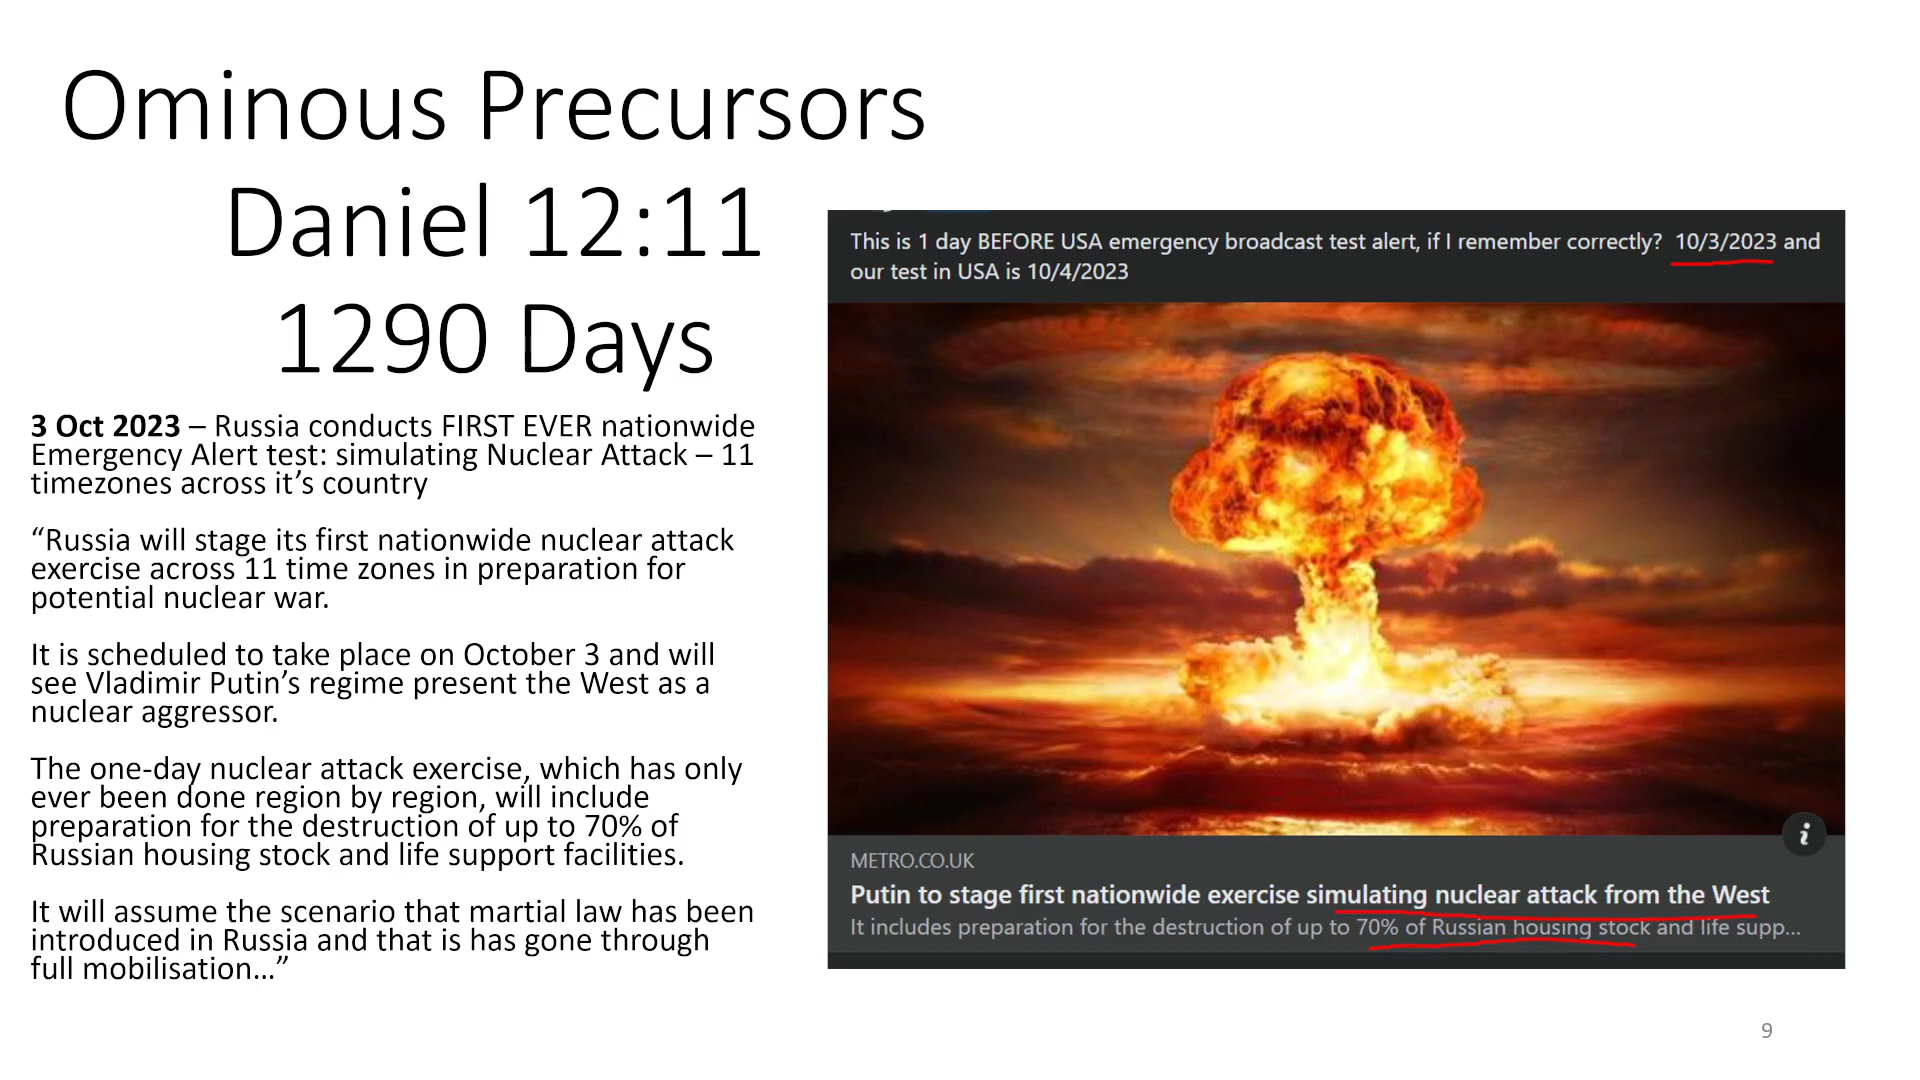 Ominous Precursors
Daniel 12:11
1290 Days
3 Oct 2023 – Russia conducts FIRST EVER nationwide
Emergency Alert test: simulating Nuclear Attack – 11
timezones across it’s country
“Russia will stage its first nationwide nuclear attack
exercise across 11 time zones in preparation for
potential nuclear war.
It is scheduled to take place on October 3 and will
see Vladimir Putin’s regime present the West as a
nuclear aggressor.
The one-day nuclear attack exercise, which has only
ever been done region by region, will include
preparation for the destruction of up to 70% of
Russian housing stock and life support facilities.
It will assume the scenario that martial law has been
introduced in Russia and that is has gone through
full mobilisation…”
This is 1 day BEFORE USA emergency broadcast test alert, if I remember correctly? 10/3/2023 and
our test in USA is 10/4/2023
METRO.CO.UK
Putin to stage first nationwide exercise simulating nuclear attack from the West
It includes preparation for the destruction of up to 70% of Russian housing stock and life supp...
9